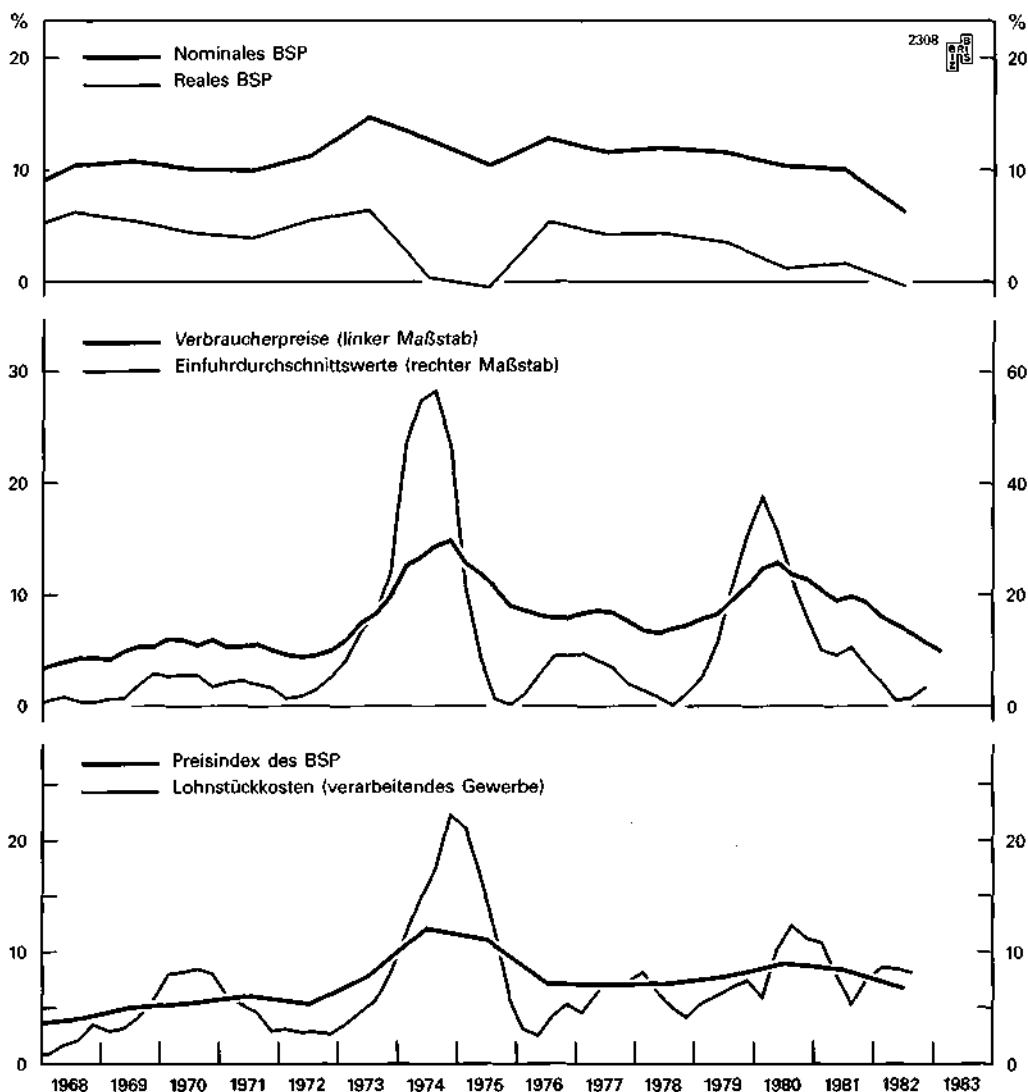 % %
20 20
Nominales BSP
Reales BSP
2308
10 10
0 0
Verbraucherpreise (linker Maßstab)
Einfuhrdurchschnittswerte (rechter Maßstab)
30 60
20 40
10 20
0 0
Preisindex des BSP
Lohnstückkosten (verarbeitendes Gewerbe)
20 20
10 10
0 0
1968 1969 1970 1971 1972 1973 1974 1975 1976 1977 1978 1979 1980 1981 1982 1983